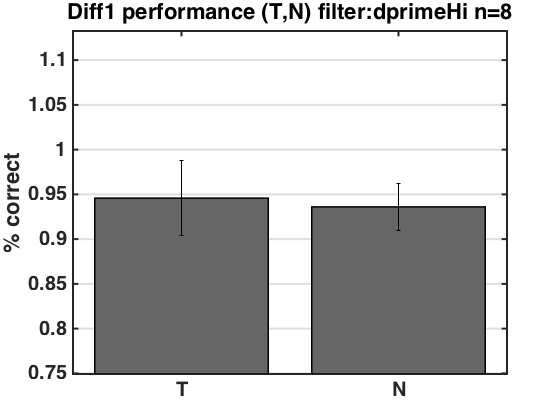 Diff1 performance (T,N) filter:dprimeHi n=8
1.1
1.05
1
0.95
0.9
0.85
0.8
0.75
% correct
T N